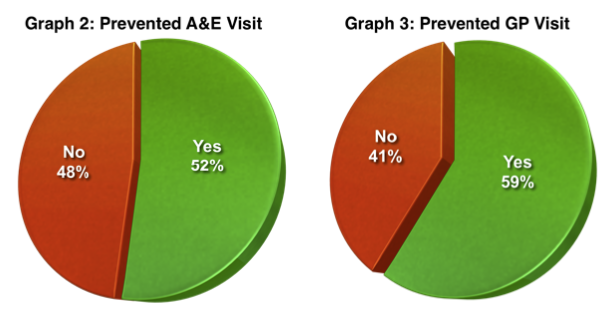 Graph 2: Prevented A&E Visit
No
48%
Yes
52%
Graph 3: Prevented GP Visit
No
41%
Yes
59%